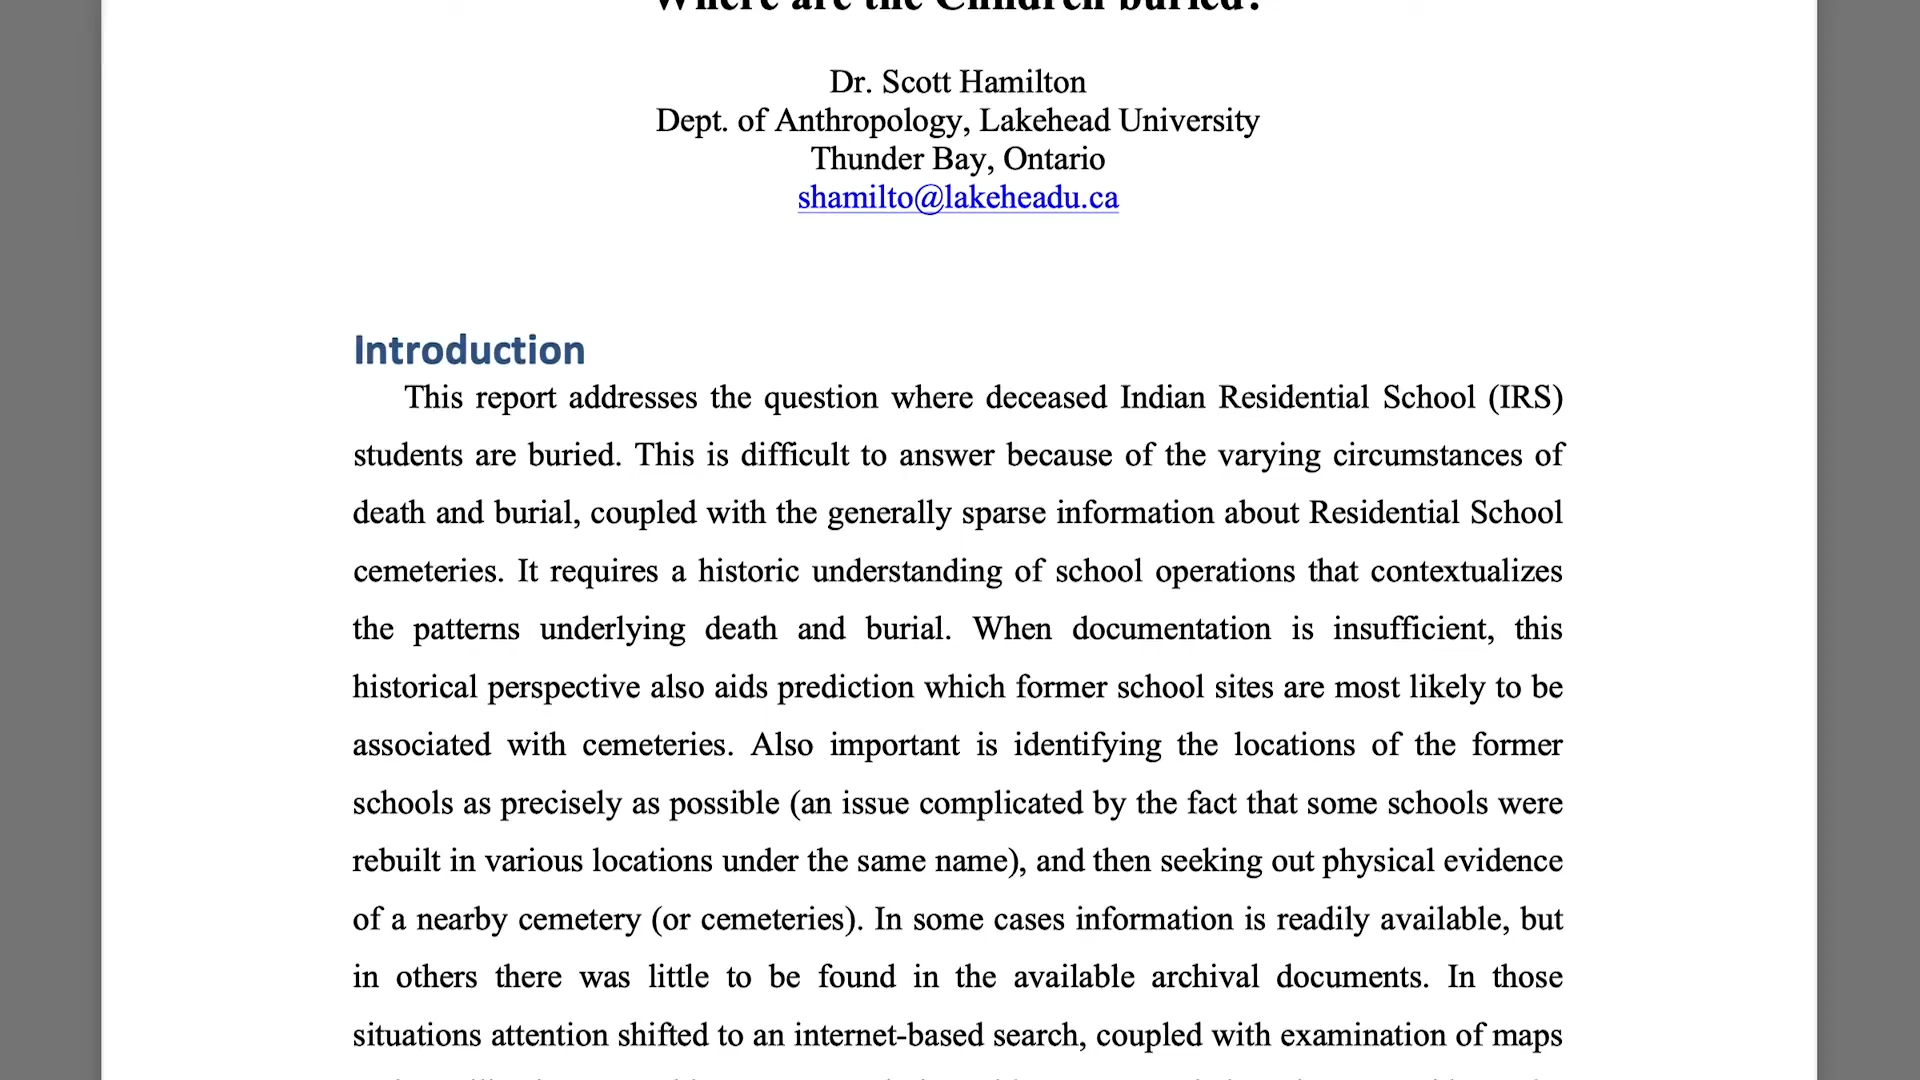 Where are the Children buried?
Dr. Scott Hamilton
Dept. of Anthropology, Lakehead University
Thunder Bay, Ontario
shamilto@lakeheadu.ca
Introduction
This report addresses the question where deceased Indian Residential School (IRS)
students are buried. This is difficult to answer because of the varying circumstances of
death and burial, coupled with the generally sparse information about Residential School
cemeteries. It requires a historic understanding of school operations that contextualizes
the patterns underlying death and burial. When documentation is insufficient, this
historical perspective also aids prediction which former school sites are most likely to be
associated with cemeteries. Also important is identifying the locations of the former
schools as precisely as possible (an issue complicated by the fact that some schools were
rebuilt in various locations under the same name), and then seeking out physical evidence
of a nearby cemetery (or cemeteries). In some cases information is readily available, but
in others there was little to be found in the available archival documents. In those
situations attention shifted to an internet-based search, coupled with examination of maps